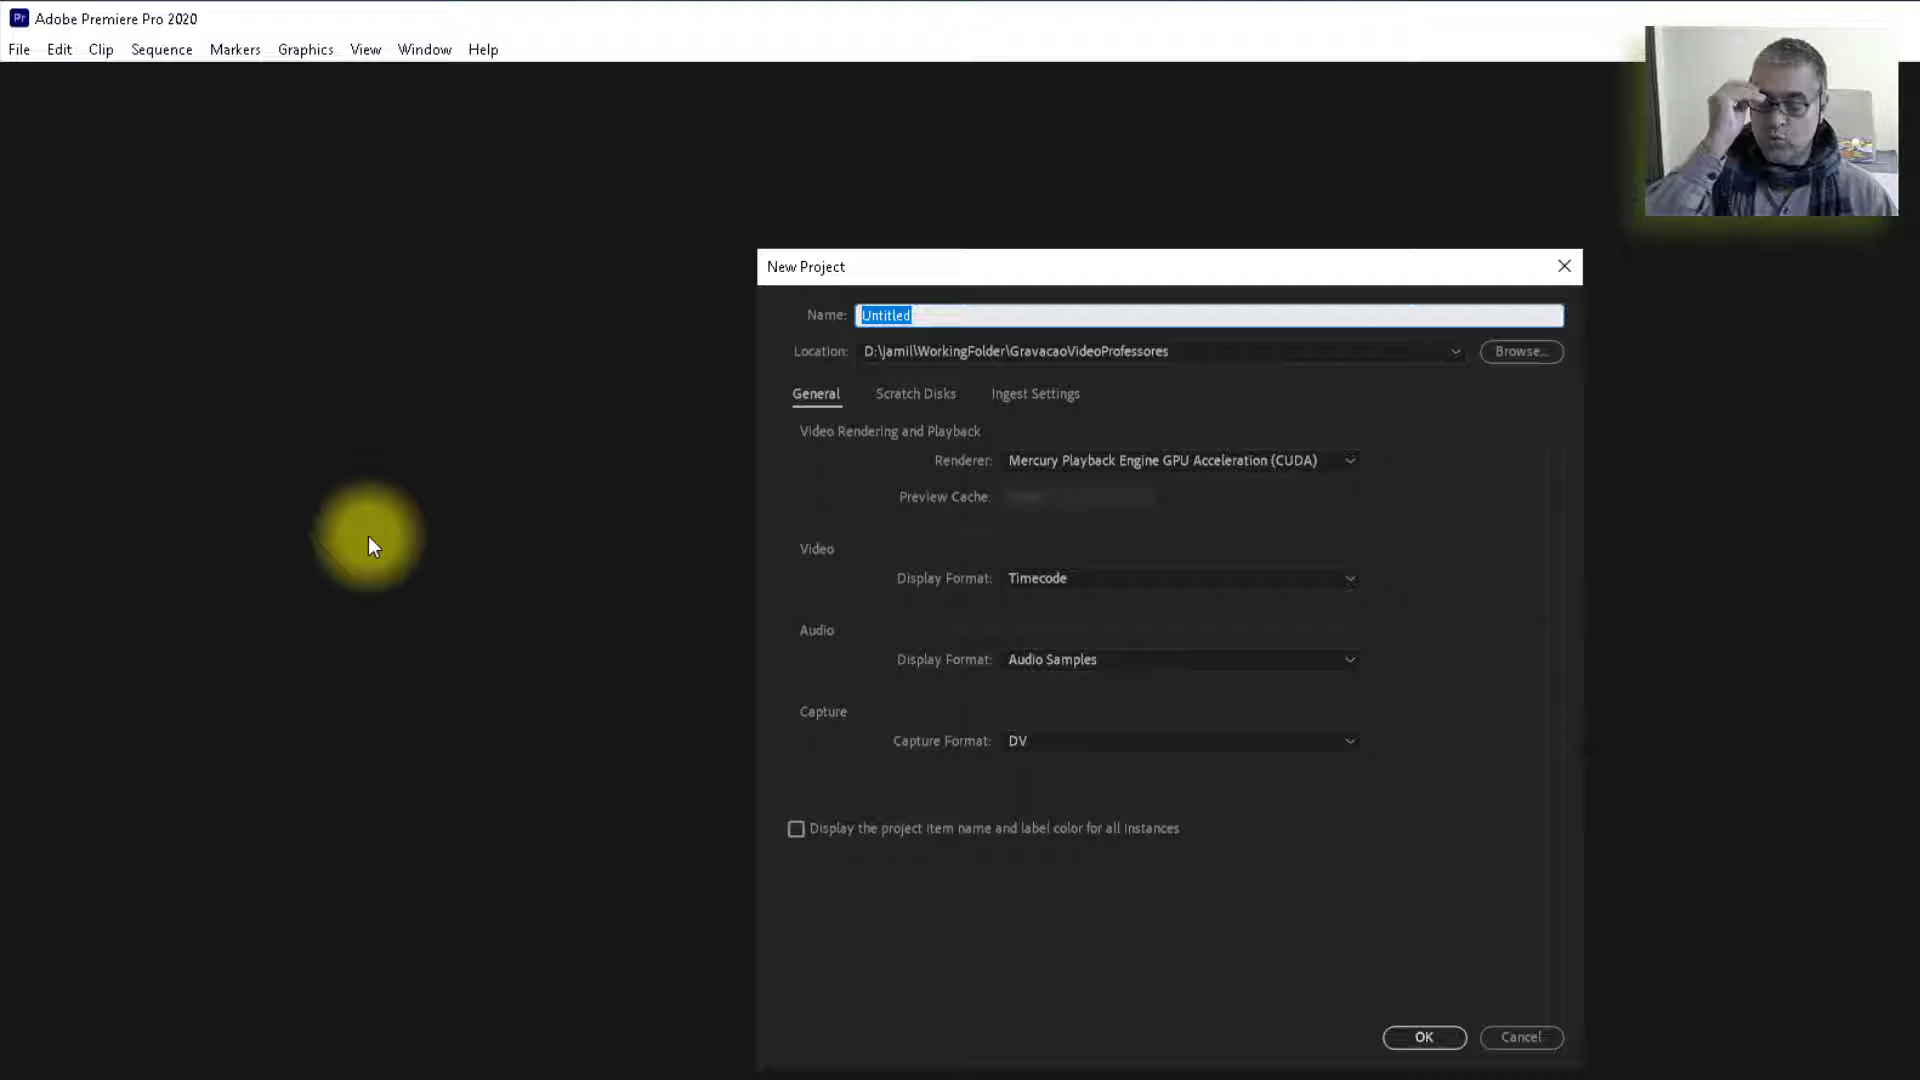 Pr Adobe Premiere Pro 2020
File Edit Clip Sequence Markers Graphics View Window Help
New Project
Name: Untitled
Location: D:\jamil\WorkingFolder\GravacaoVideoProfessores Browse...
General Scratch Disks Ingest Settings
Video Rendering and Playback
Renderer: Mercury Playback Engine GPU Acceleration (CUDA)
Preview Cache:
Video
Display Format: Timecode
Audio
Display Format: Audio Samples
Capture
Capture Format: DV
Display the project item name and label color for all instances
OK Cancel